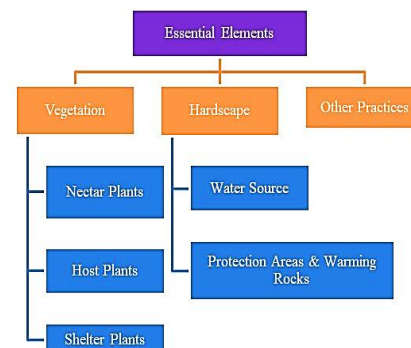 Essential Elements
Vegetation
Hardscape
Other Practices
Nectar Plants
Water Source
Host Plants
Protection Areas & Warming
Rocks
Shelter Plants